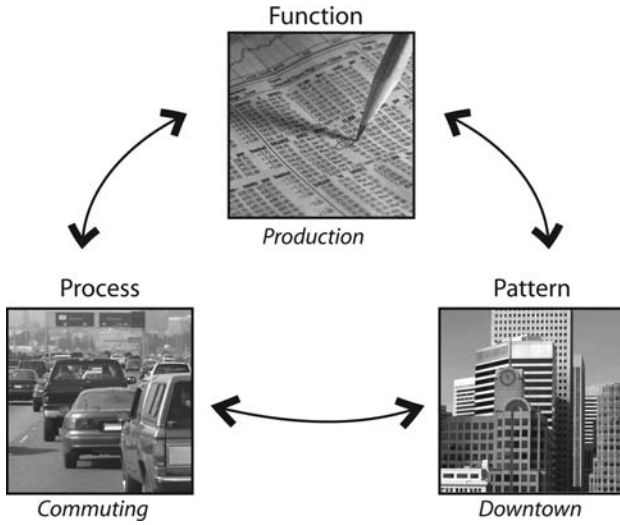 Function
Production
Process
Pattern
Commuting
Downtown